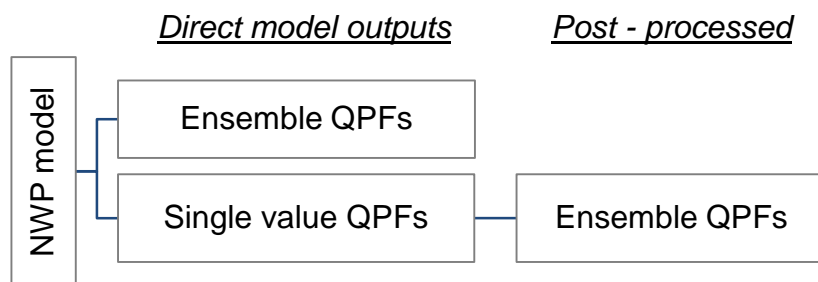 Direct model outputs
Post - processed
NWP model
Ensemble QPFs
Single value QPFs
Ensemble QPFs